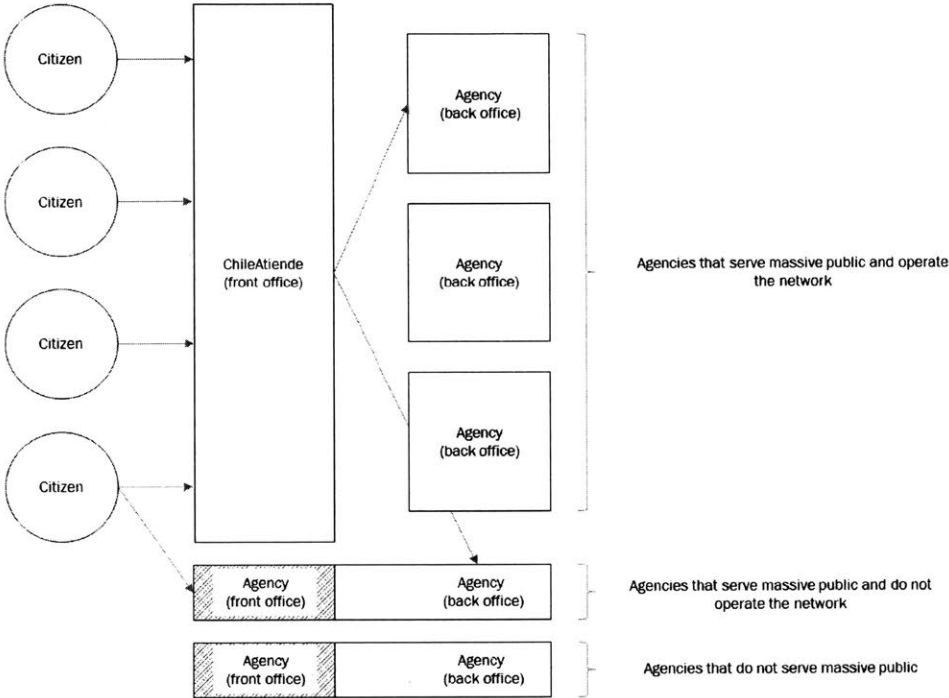 Citizen
Citizen
Citizen
Citizen
ChileAtiende
(front office)
Agency
(back office)
Agency
(back office)
Agency
(back office)
Agencies that serve massive public and operate
the network
Agency
(front office)
Agency
(back office)
Agencies that serve massive public and do not
operate the network
Agency
(front office)
Agency
(back office)
Agencies that do not serve massive public